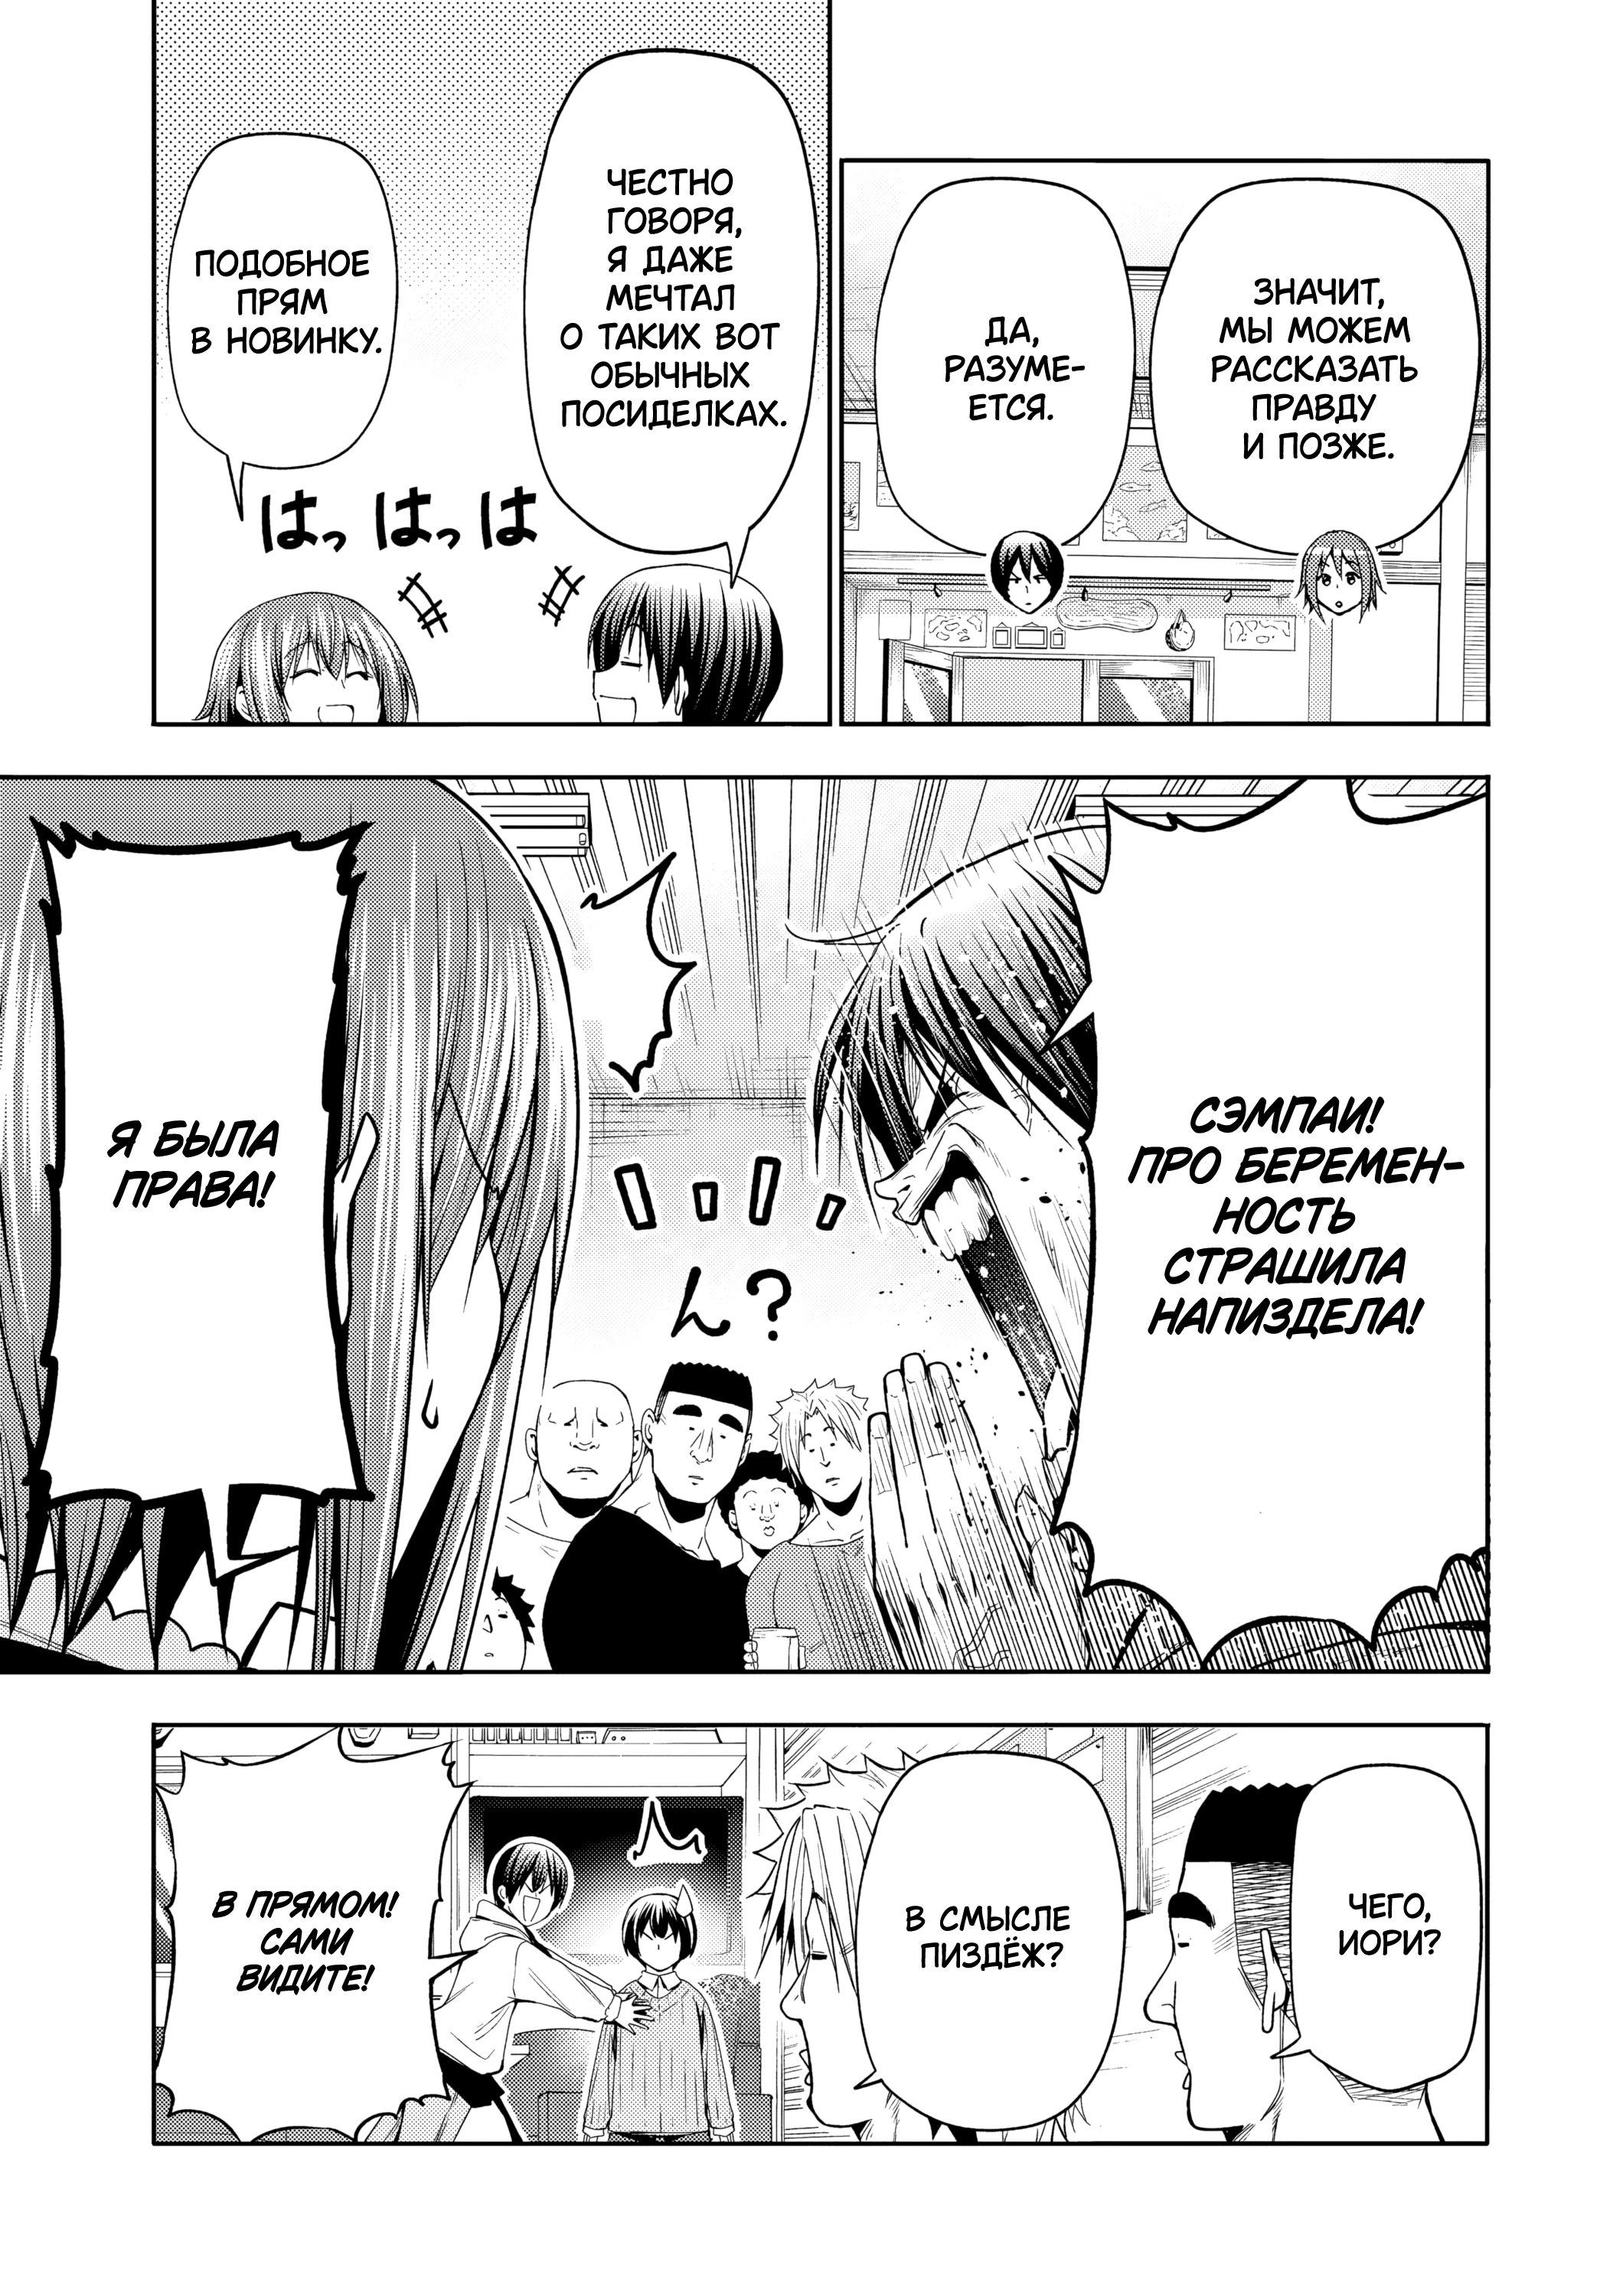 ЗНАЧИТ,
МЫ МОЖЕМ
РАССКАЗАТЬ
ПРАВДУ
И ПОЗЖЕ.
ДА,
РАЗУМЕ-
ЕТСЯ.
ЧЕСТНО
ГОВОРЯ,
Я ДАЖЕ
МЕЧТАЛ
О ТАКИХ ВОТ
ОБЫЧНЫХ
ПОСИДЕЛКАХ.
ПОДОБНОЕ
ПРЯМ
В НОВИНКУ.
はっはっは
СЭМПАИ!
ПРО БЕРЕМЕН-
НОСТЬ
СТРАШИЛА
НАПИЗДЕЛА!
ん?
Я БЫЛА
ПРАВА!
ЧЕГО,
ИОРИ?
В СМЫСЛЕ
ПИЗДЁЖ?
В ПРЯМОМ!
САМИ
ВИДИТЕ!